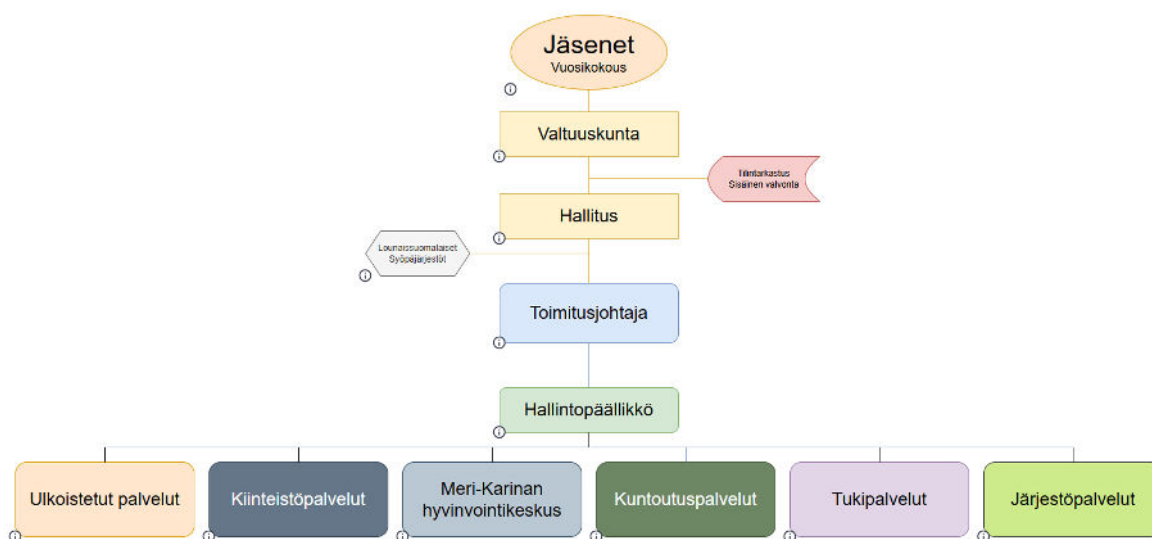 Jäsenet
Vuosikokous
Valtuuskunta
Tilintarkastus
Sisäinen valvonta
Hallitus
Lounaissuomalaiset
Syöpäjärjestöt
Toimitusjohtaja
Hallintopäällikkö
Ulkoistetut palvelut
Kiinteistöpalvelut
Meri-Karinan
hyvinvointikeskus
Kuntoutuspalvelut
Tukipalvelut
Järjestöpalvelut